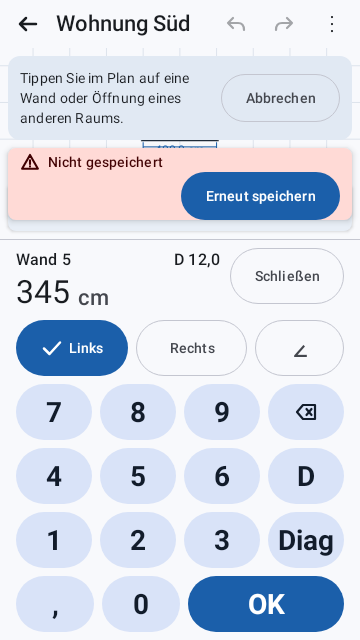 Wohnung Süd
Tippen Sie im Plan auf eine
Wand oder Öffnung eines
anderen Raums.
Abbrechen
Nicht gespeichert
Erneut speichern
Wand 5
D 12,0
345 cm
Schließen
Links
Rechts
7
8
9
4
5
6
D
1
2
3
Diag
,
0
OK